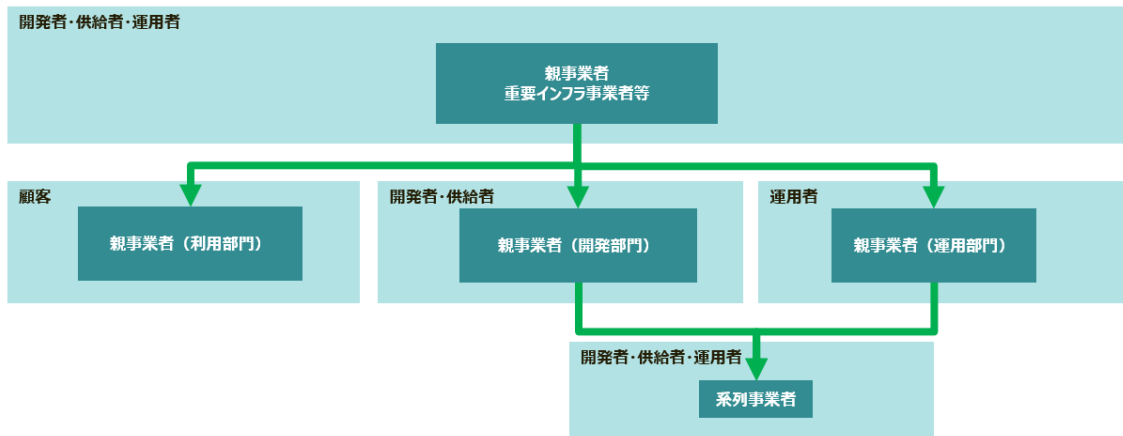 開発者・供給者・運用者
親事業者
重要インフラ事業者等
顧客
開発者・供給者
運用者
親事業者（利用部門）
親事業者（開発部門）
親事業者（運用部門）
開発者・供給者・運用者
系列事業者